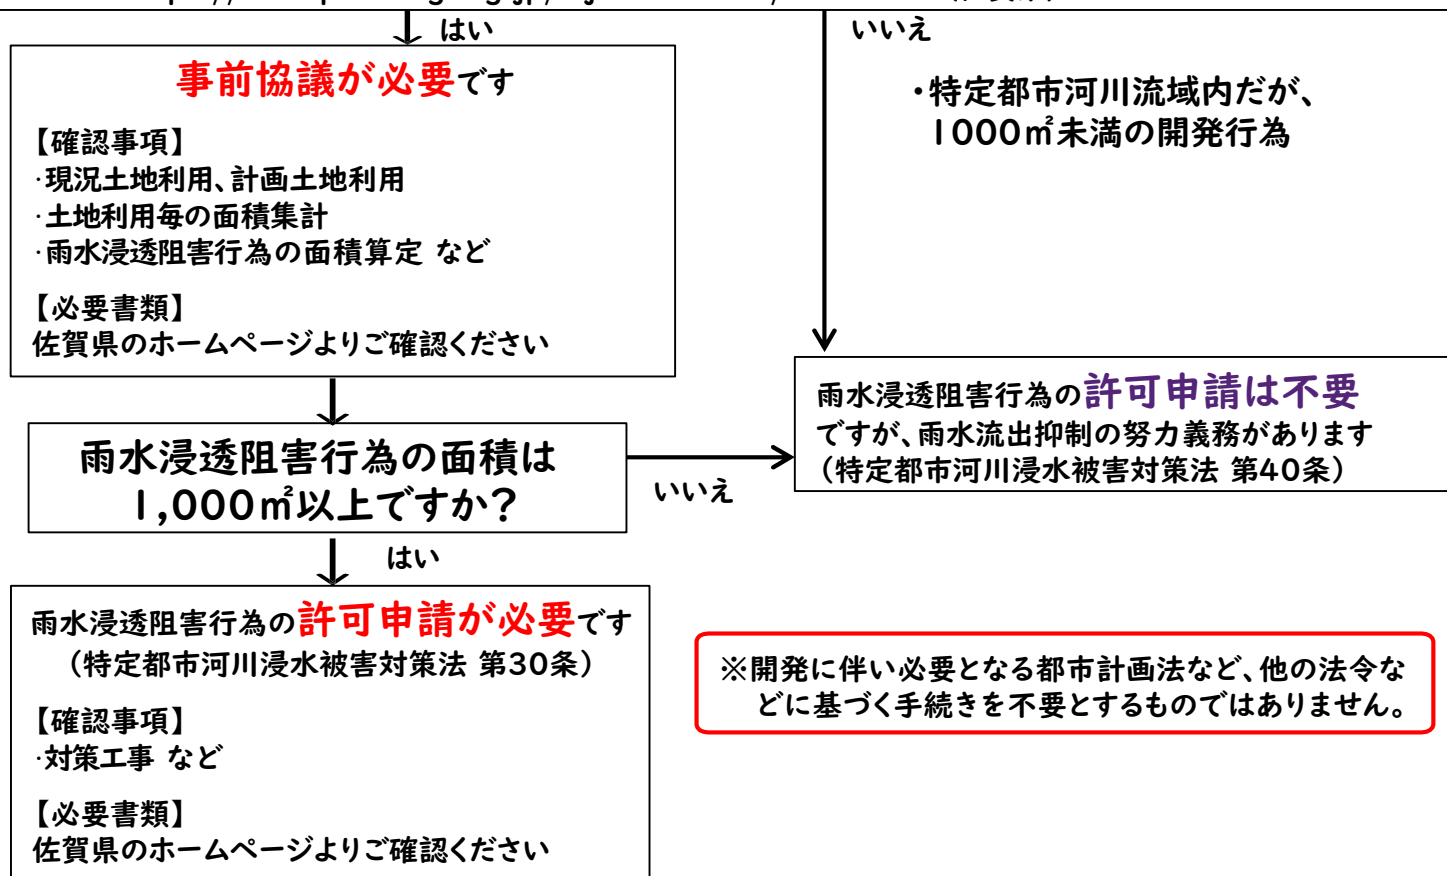 はい
事前協議が必要です
【確認事項】
・現況土地利用、計画土地利用
・土地利用毎の面積集計
・雨水浸透阻害行為の面積算定 など
【必要書類】
佐賀県のホームページよりご確認ください
いいえ
・特定都市河川流域内だが、
1000㎡未満の開発行為
雨水浸透阻害行為の面積は
1,000㎡以上ですか？
いいえ
雨水浸透阻害行為の許可申請は不要
ですが、雨水流出抑制の努力義務があります
（特定都市河川浸水被害対策法 第40条）
はい
雨水浸透阻害行為の許可申請が必要です
（特定都市河川浸水被害対策法 第30条）
【確認事項】
・対策工事 など
【必要書類】
佐賀県のホームページよりご確認ください
※開発に伴い必要となる都市計画法など、他の法令な
どに基づく手続きを不要とするものではありません。